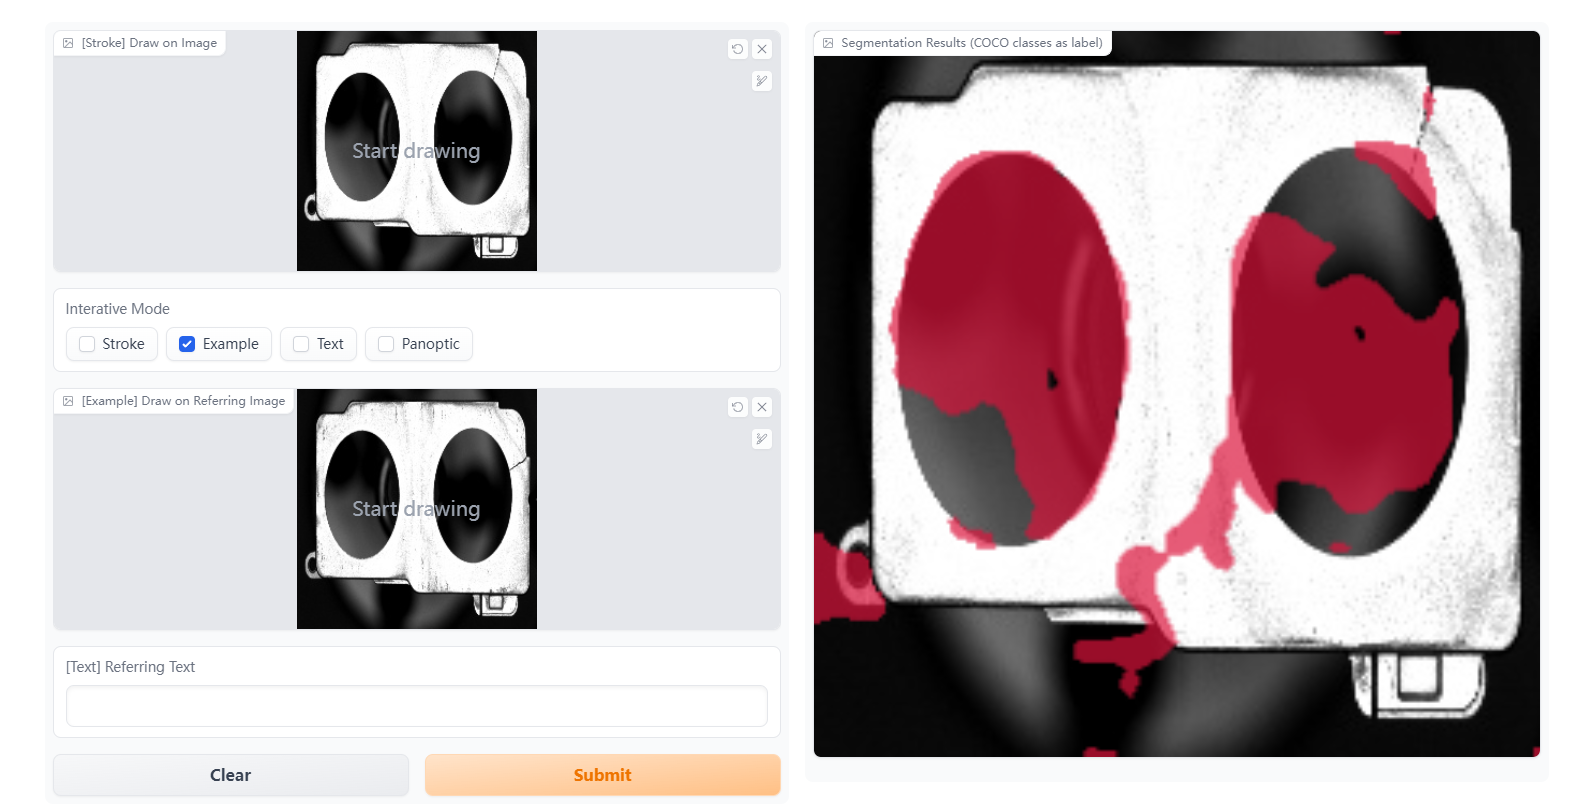 [Stroke] Draw on Image
Start drawing
Interative Mode
Stroke
Example
Text
Panoptic
[Example] Draw on Referring Image
Start drawing
[Text] Referring Text
Clear
Submit
Segmentation Results (COCO classes as label)